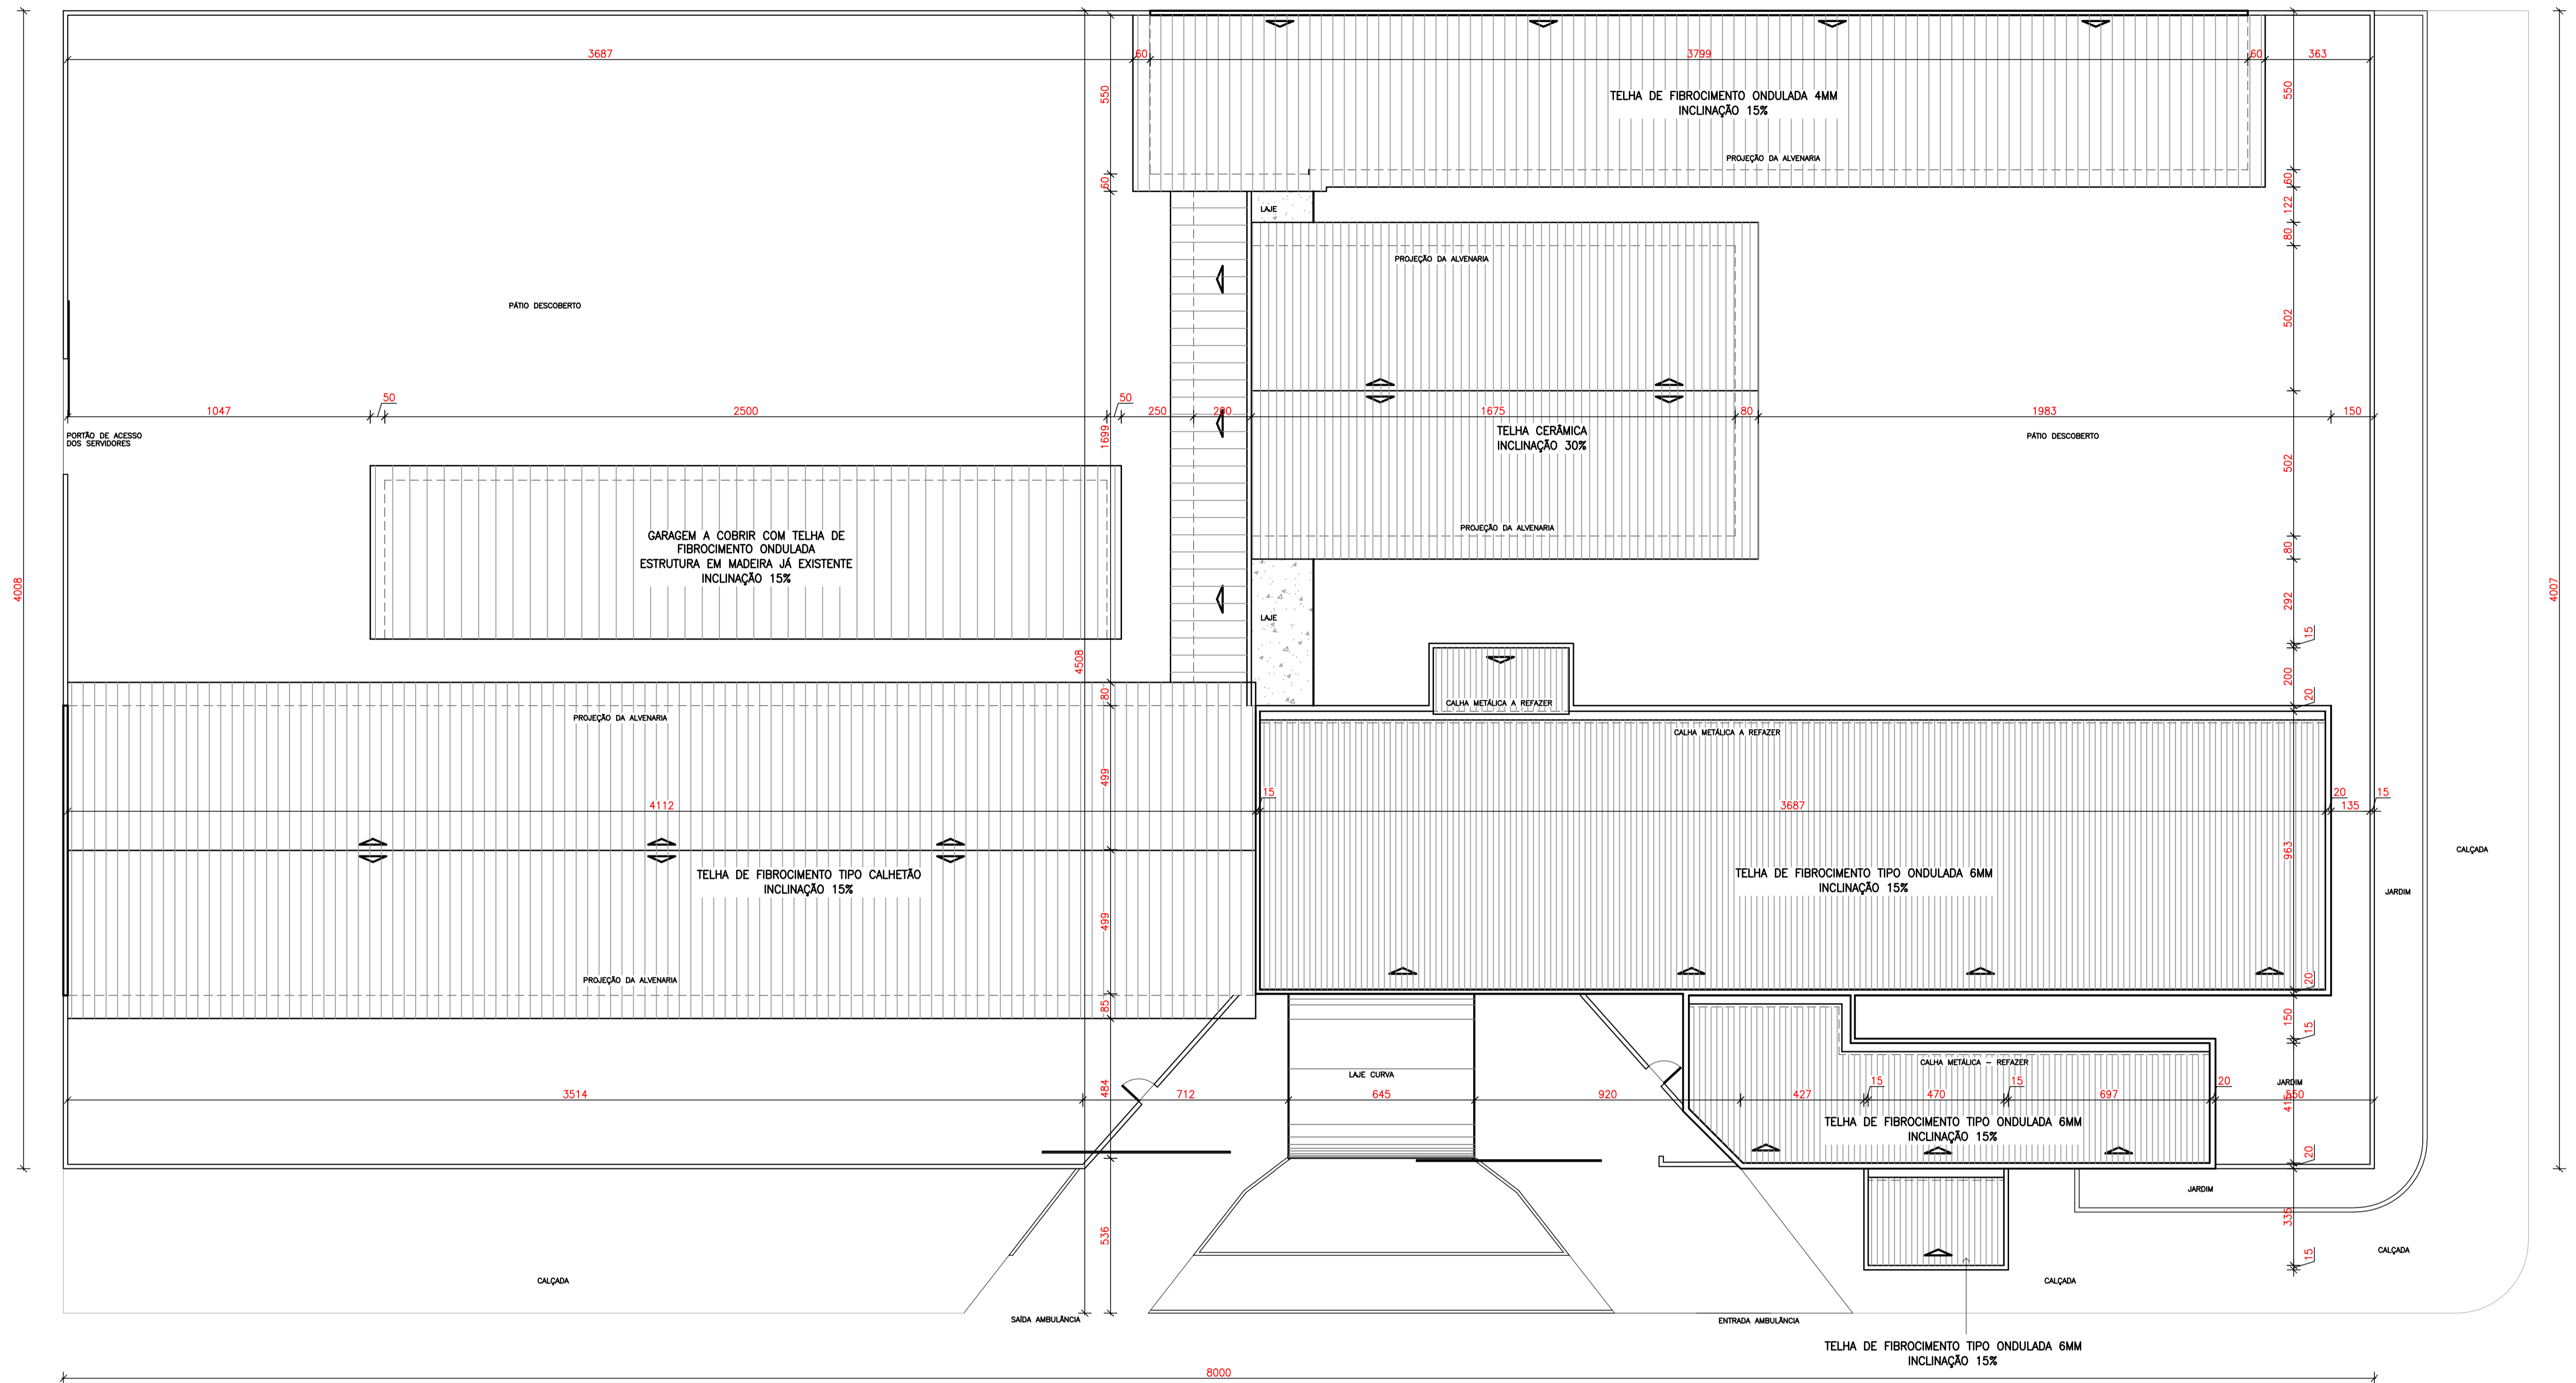 3687
60
3799
60
363
550
550
TELHA DE FIBROCIMENTO ONDULADA 4MM
INCLINAÇÃO 15%
PROJEÇÃO DA ALVENARIA
60
60
122
LAJE
80
PROJEÇÃO DA ALVENARIA
PÁTIO DESCOBERTO
502
1047
50
2500
50
250
200
1675
80
1983
150
1699
PORTÃO DE ACESSO
DOS SERVIDORES
TELHA CERÂMICA
INCLINAÇÃO 30%
PÁTIO DESCOBERTO
502
PROJEÇÃO DA ALVENARIA
GARAGEM A COBRIR COM TELHA DE
FIBROCIMENTO ONDULADA
ESTRUTURA EM MADEIRA JÁ EXISTENTE
INCLINAÇÃO 15%
80
4008
4007
292
LAJE
15
4508
200
80
20
CALHA METÁLICA A REFAZER
PROJEÇÃO DA ALVENARIA
CALHA METÁLICA A REFAZER
499
4112
15
3687
20
135
15
963
CALÇADA
TELHA DE FIBROCIMENTO TIPO CALHETÃO
INCLINAÇÃO 15%
TELHA DE FIBROCIMENTO TIPO ONDULADA 6MM
INCLINAÇÃO 15%
JARDIM
499
PROJEÇÃO DA ALVENARIA
20
85
150
15
CALHA METÁLICA - REFAZER
LAJE CURVA
JARDIM
484
3514
712
645
920
427
15
470
15
697
20
550
415
TELHA DE FIBROCIMENTO TIPO ONDULADA 6MM
INCLINAÇÃO 15%
20
JARDIM
335
536
15
CALÇADA
CALÇADA
CALÇADA
SAÍDA AMBULÂNCIA
ENTRADA AMBULÂNCIA
TELHA DE FIBROCIMENTO TIPO ONDULADA 6MM
INCLINAÇÃO 15%
8000